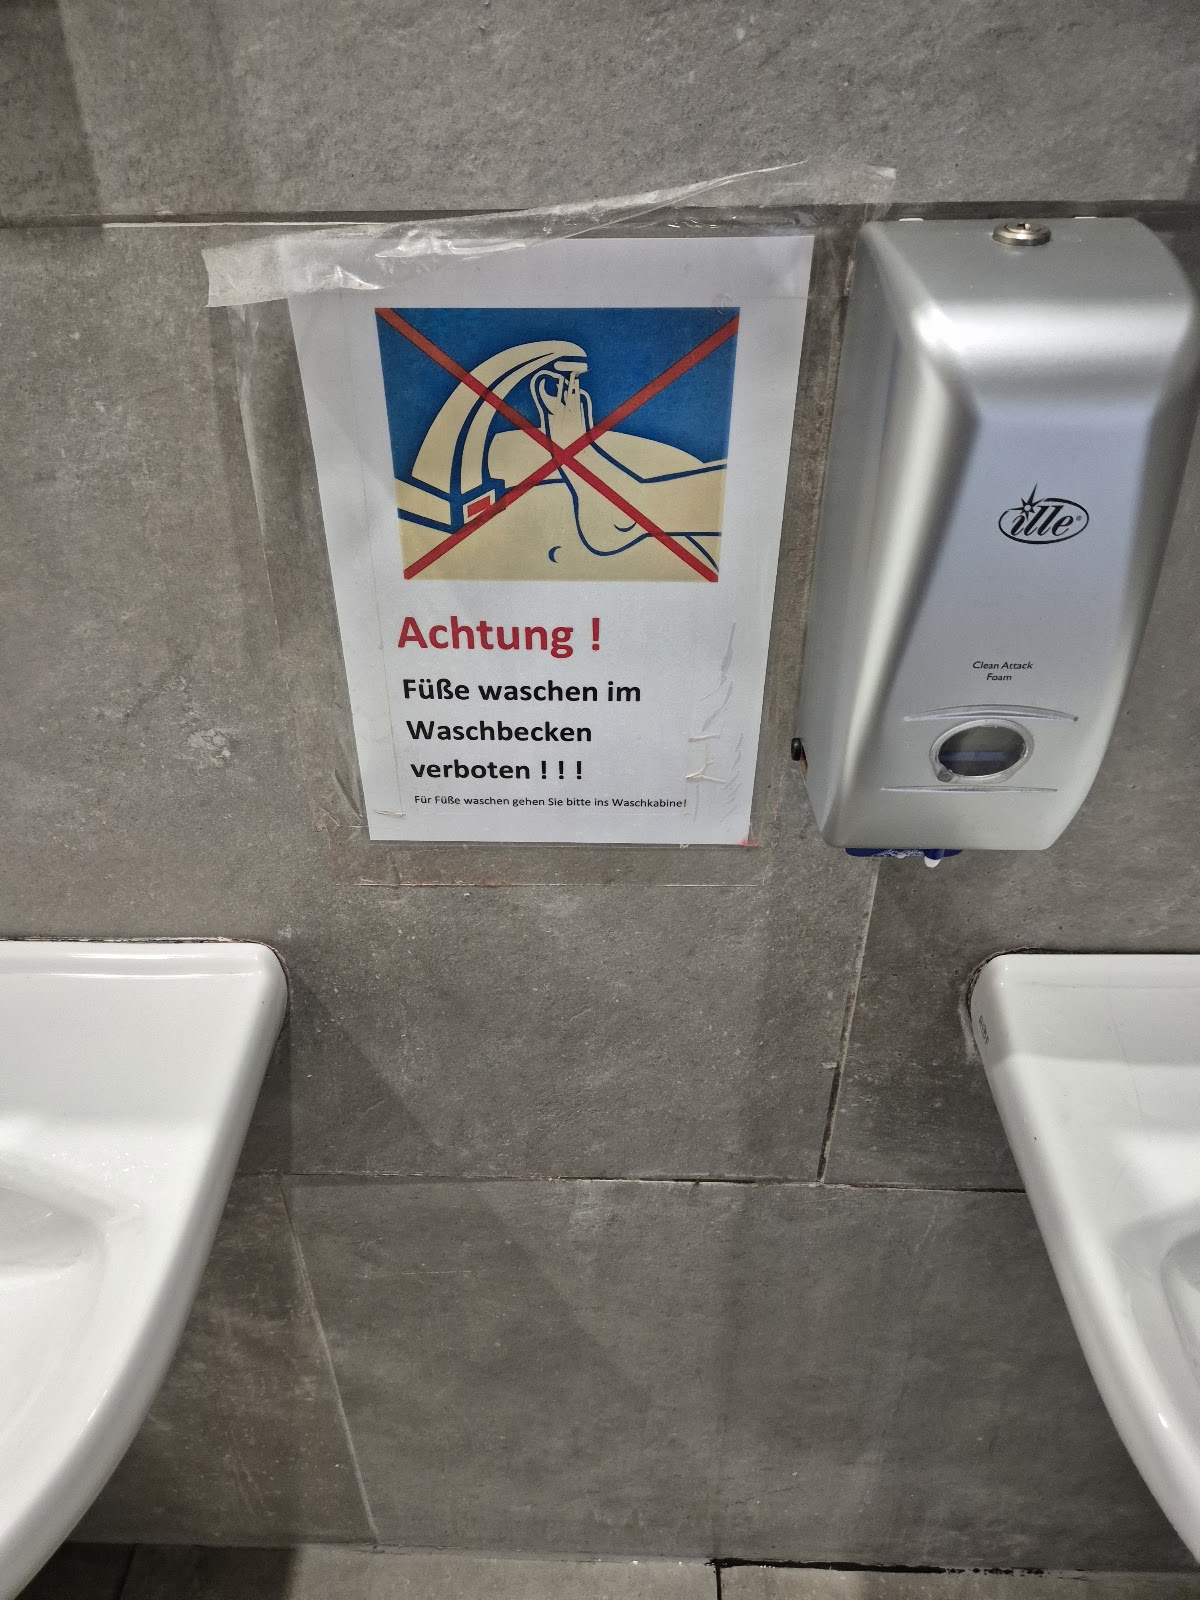 Achtung !
Füße waschen im
Waschbecken
verboten ! ! !
Für Füße waschen gehen Sie bitte ins Waschkabine!
ille
Clean Attack
Foam